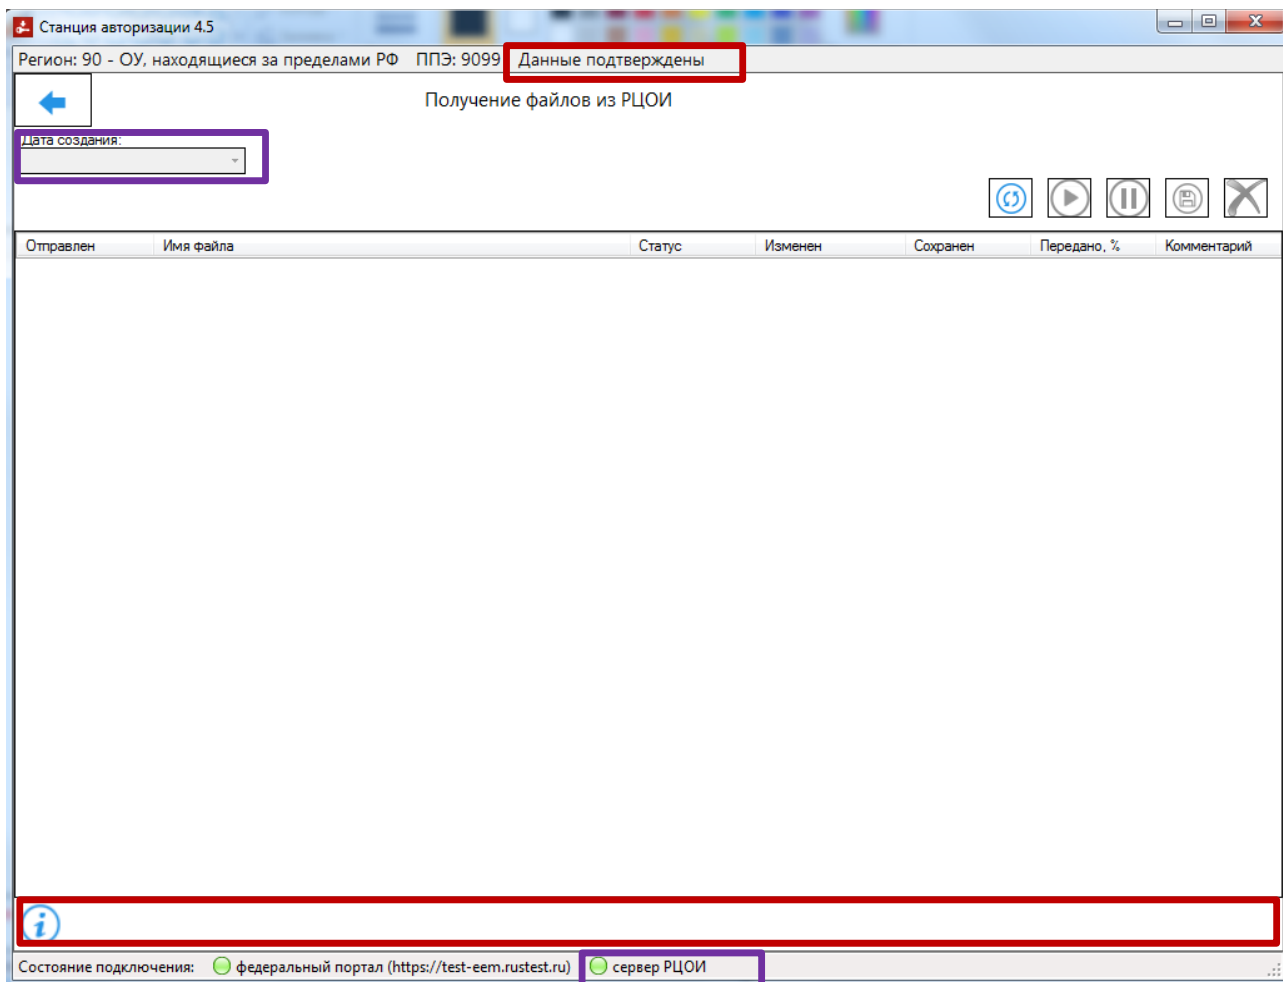 Станция авторизации 4.5
Регион: 90 - ОУ, находящиеся за пределами РФ ППЭ: 9099 Данные подтверждены
Получение файлов из РЦОИ
Дата создания:
Отправлен Имя файла Статус Изменен Сохранен Передано, % Комментарий
Состояние подключения: федеральный портал (https://test-eem.rustest.ru) сервер РЦОИ